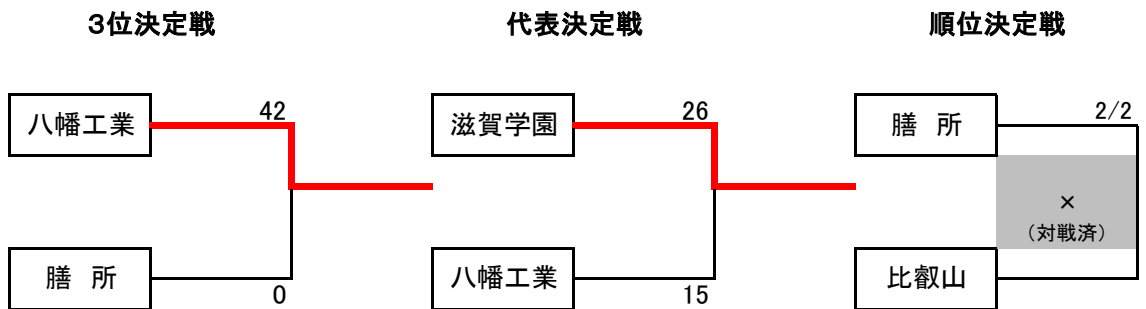 ３位決定戦
代表決定戦
順位決定戦
八幡工業
42
滋賀学園
26
膳 所
2/2
×
（対戦済）
膳 所
0
八幡工業
15
比叡山